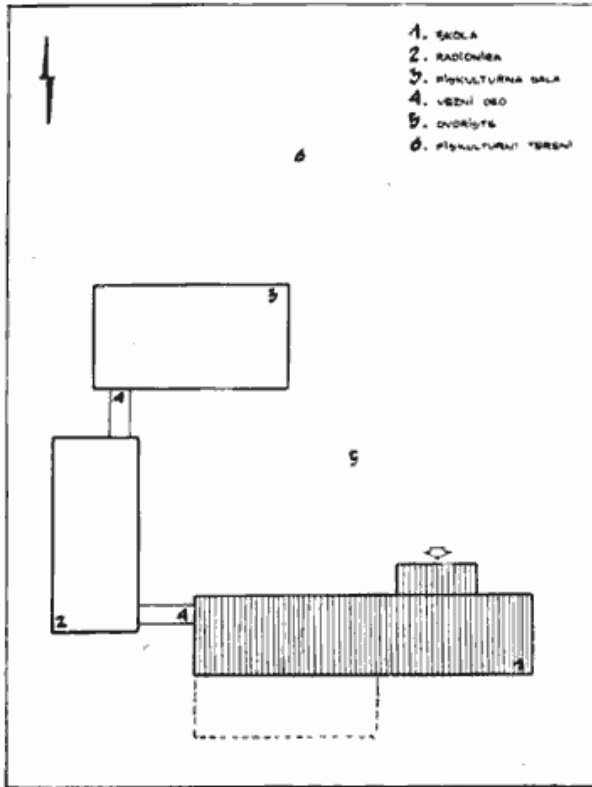 1. ŠKOLA
2. RADIONIRA
3. FISKULTURNA SALA
4. VEZNI DEO
5. DVORIŠTE
6. FISKULTURNI TERENI
6
3
4
5
4
2
1